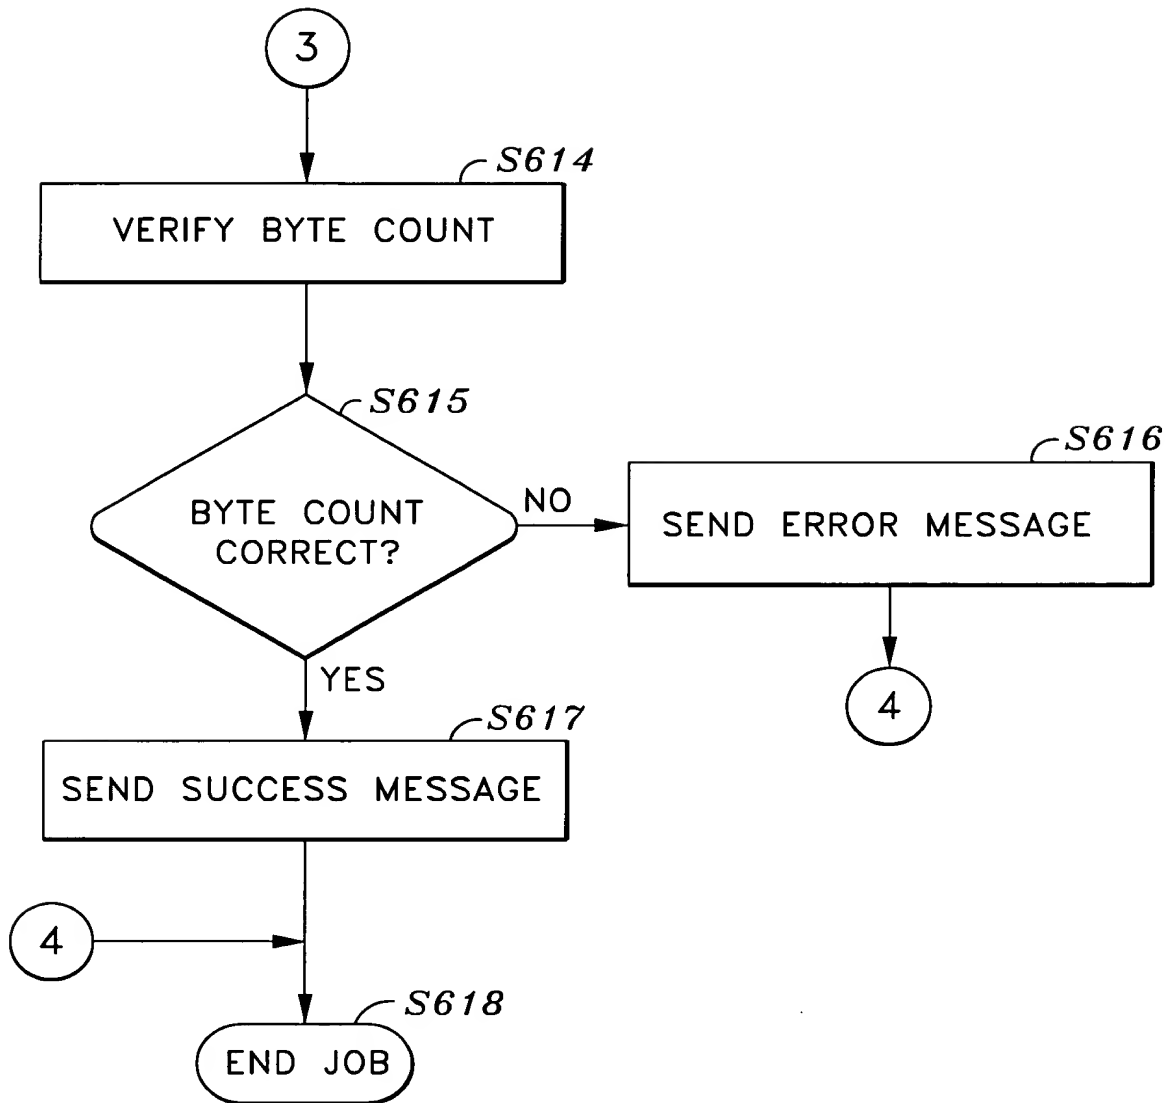 3
S614
VERIFY BYTE COUNT
S615
BYTE COUNT
CORRECT?
NO
S616
SEND ERROR MESSAGE
4
YES
S617
SEND SUCCESS MESSAGE
4
S618
END JOB